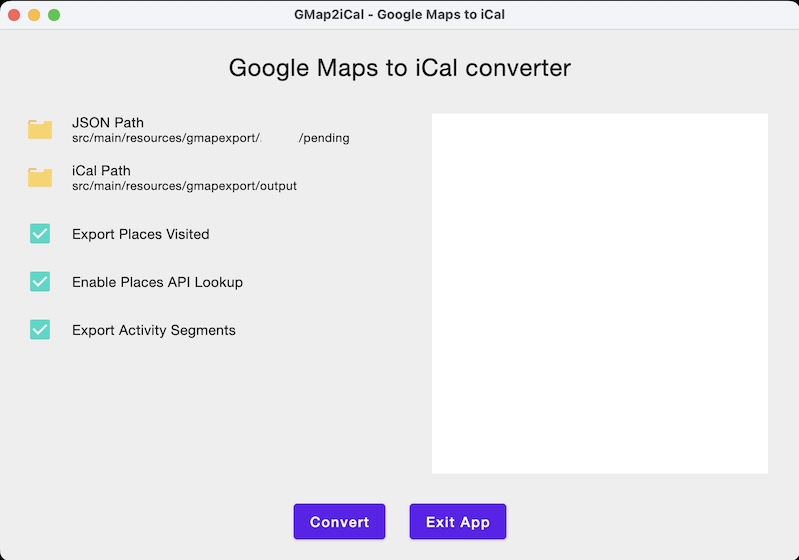 GMap2iCal - Google Maps to iCal
Google Maps to iCal converter
JSON Path
src/main/resources/gmapexport/. /pending
iCal Path
src/main/resources/gmapexport/output
Export Places Visited
Enable Places API Lookup
Export Activity Segments
Convert
Exit App